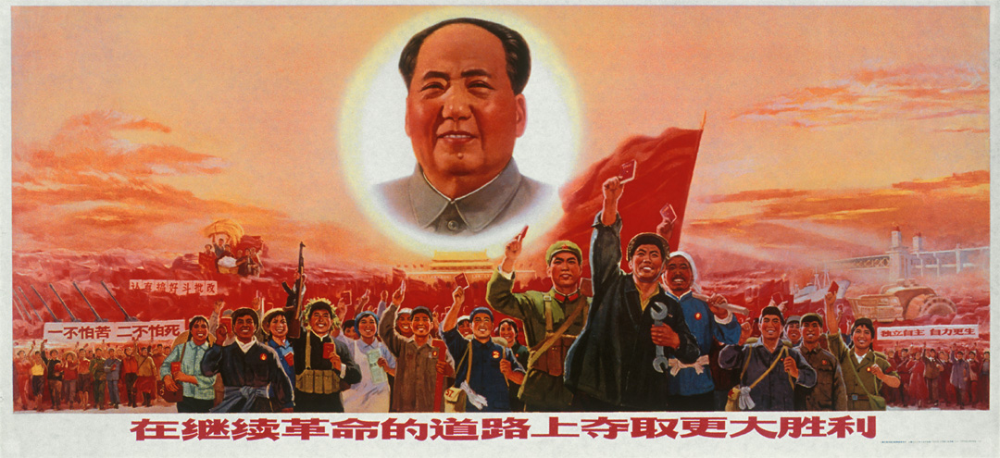 认真搞好斗批改
一不怕苦 二不怕死
独立自主 自力更生
在继续革命的道路上夺取更大胜利